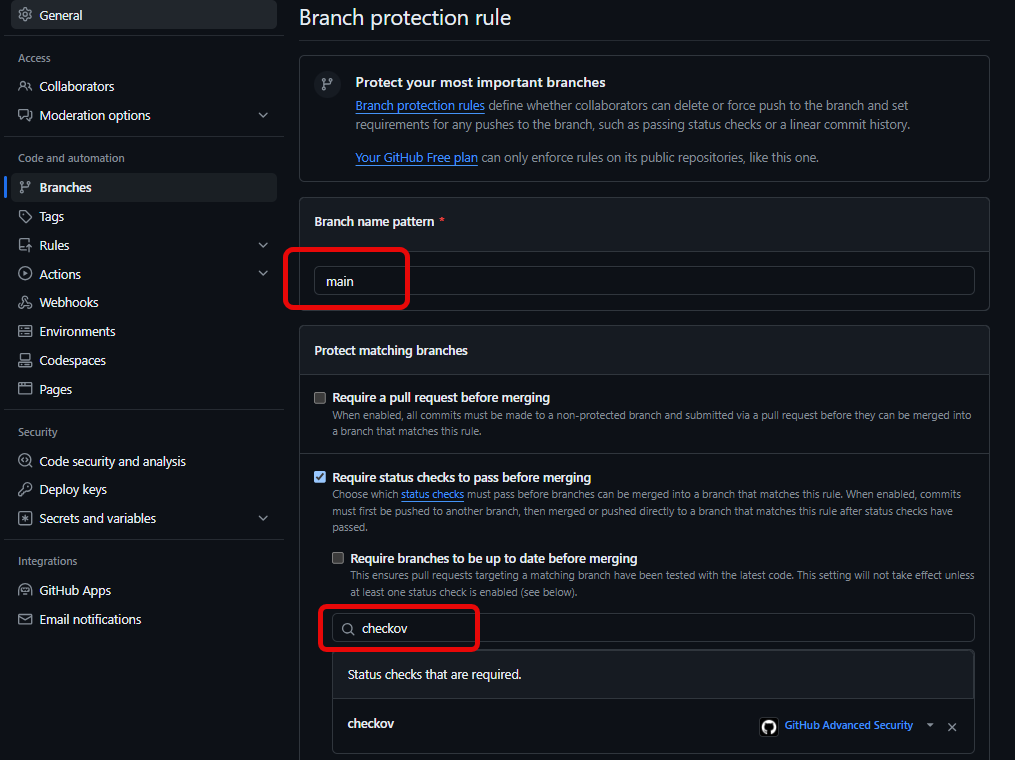 General
Access
Collaborators
Moderation options
Code and automation
Branches
Tags
Rules
Actions
Webhooks
Environments
Codespaces
Pages
Security
Code security and analysis
Deploy keys
Secrets and variables
Integrations
GitHub Apps
Email notifications
Branch protection rule
Protect your most important branches
Branch protection rules define whether collaborators can delete or force push to the branch and set
requirements for any pushes to the branch, such as passing status checks or a linear commit history.
Your GitHub Free plan can only enforce rules on its public repositories, like this one.
Branch name pattern *
main
Protect matching branches
Require a pull request before merging
When enabled, all commits must be made to a non-protected branch and submitted via a pull request before they can be merged into
a branch that matches this rule.
Require status checks to pass before merging
Choose which status checks must pass before branches can be merged into a branch that matches this rule. When enabled, commits
must first be pushed to another branch, then merged or pushed directly to a branch that matches this rule after status checks have
passed.
Require branches to be up to date before merging
This ensures pull requests targeting a matching branch have been tested with the latest code. This setting will not take effect unless
at least one status check is enabled (see below).
checkov
Status checks that are required.
checkov
GitHub Advanced Security